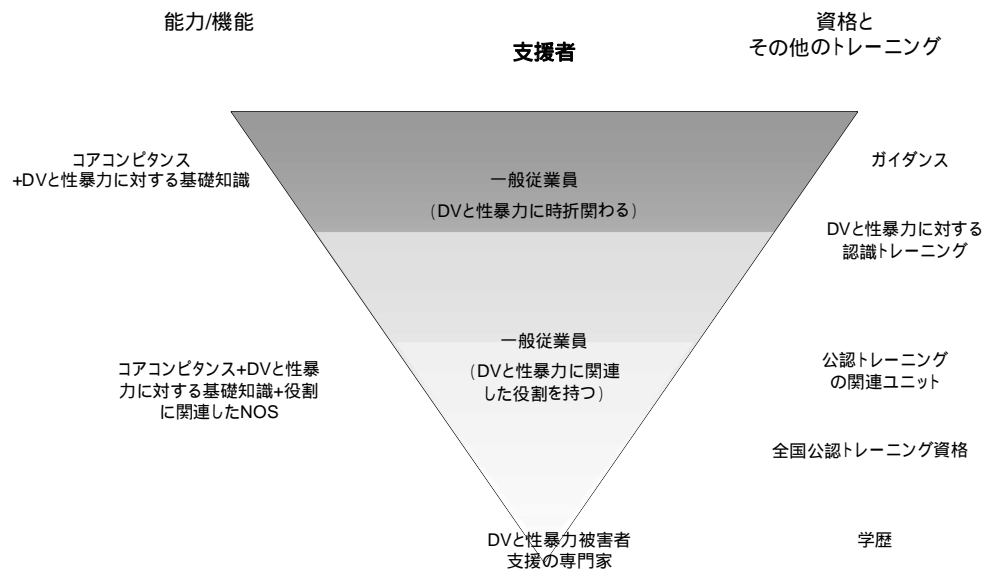 能力/機能
支援者
資格と
その他のトレーニング
コアコンピタンス
+DVと性暴力に対する基礎知識
一般従業員
(DVと性暴力に時折関わる)
ガイダンス
DVと性暴力に対する
認識トレーニング
コアコンピタンス+DVと性暴
力に対する基礎知識+役割
に関連したNOS
一般従業員
(DVと性暴力に関連
した役割を持つ)
公認トレーニング
の関連ユニット
全国公認トレーニング資格
DVと性暴力被害者
支援の専門家
学歴